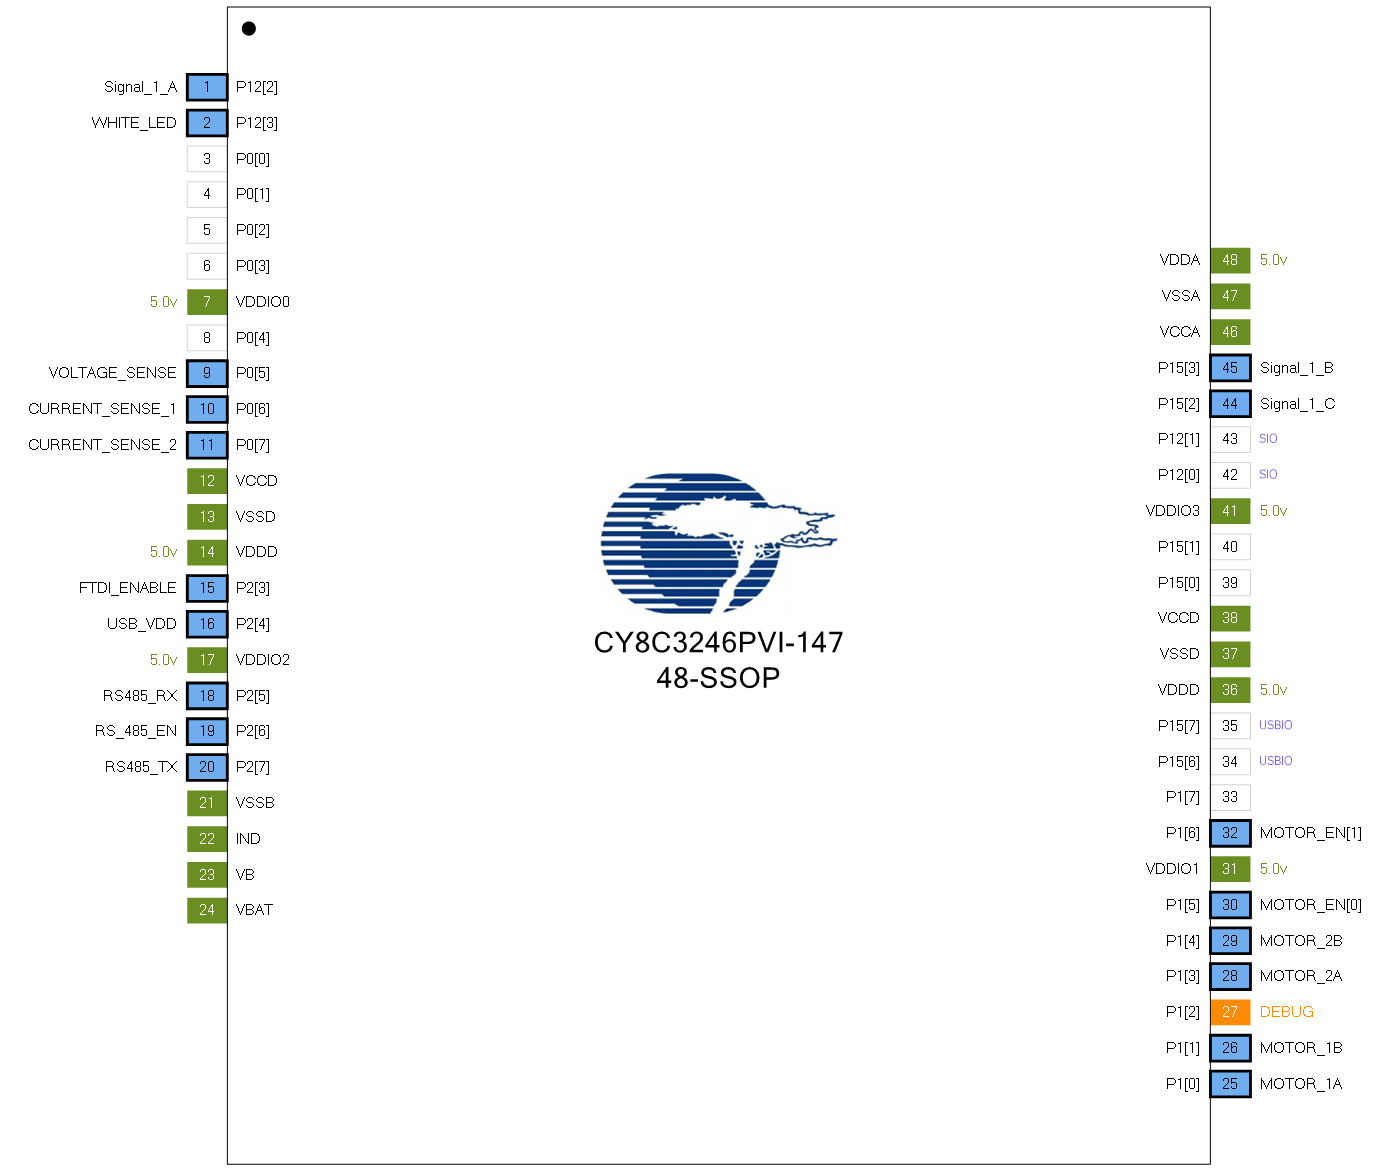 Signal_1_A 1 P12[2]
WHITE_LED 2 P12[3]
3 P0[0]
4 P0[1]
5 P0[2]
6 P0[3]
5.0v 7 VDDIO0
8 P0[4]
VOLTAGE_SENSE 9 P0[5]
CURRENT_SENSE_1 10 P0[6]
CURRENT_SENSE_2 11 P0[7]
12 VCCD
13 VSSD
5.0v 14 VDDD
FTDI_ENABLE 15 P2[3]
USB_VDD 16 P2[4]
5.0v 17 VDDIO2
RS485_RX 18 P2[5]
RS_485_EN 19 P2[6]
RS485_TX 20 P2[7]
21 VSSB
22 IND
23 VB
24 VBAT
CY8C3246PVI-147
48-SSOP
VDDA 48 5.0v
VSSA 47
VCCA 46
P15[3] 45 Signal_1_B
P15[2] 44 Signal_1_C
P12[1] 43 SIO
P12[0] 42 SIO
VDDIO3 41 5.0v
P15[1] 40
P15[0] 39
VCCD 38
VSSD 37
VDDD 36 5.0v
P15[7] 35 USBIO
P15[6] 34 USBIO
P1[7] 33
P1[6] 32 MOTOR_EN[1]
VDDIO1 31 5.0v
P1[5] 30 MOTOR_EN[0]
P1[4] 29 MOTOR_2B
P1[3] 28 MOTOR_2A
P1[2] 27 DEBUG
P1[1] 26 MOTOR_1B
P1[0] 25 MOTOR_1A